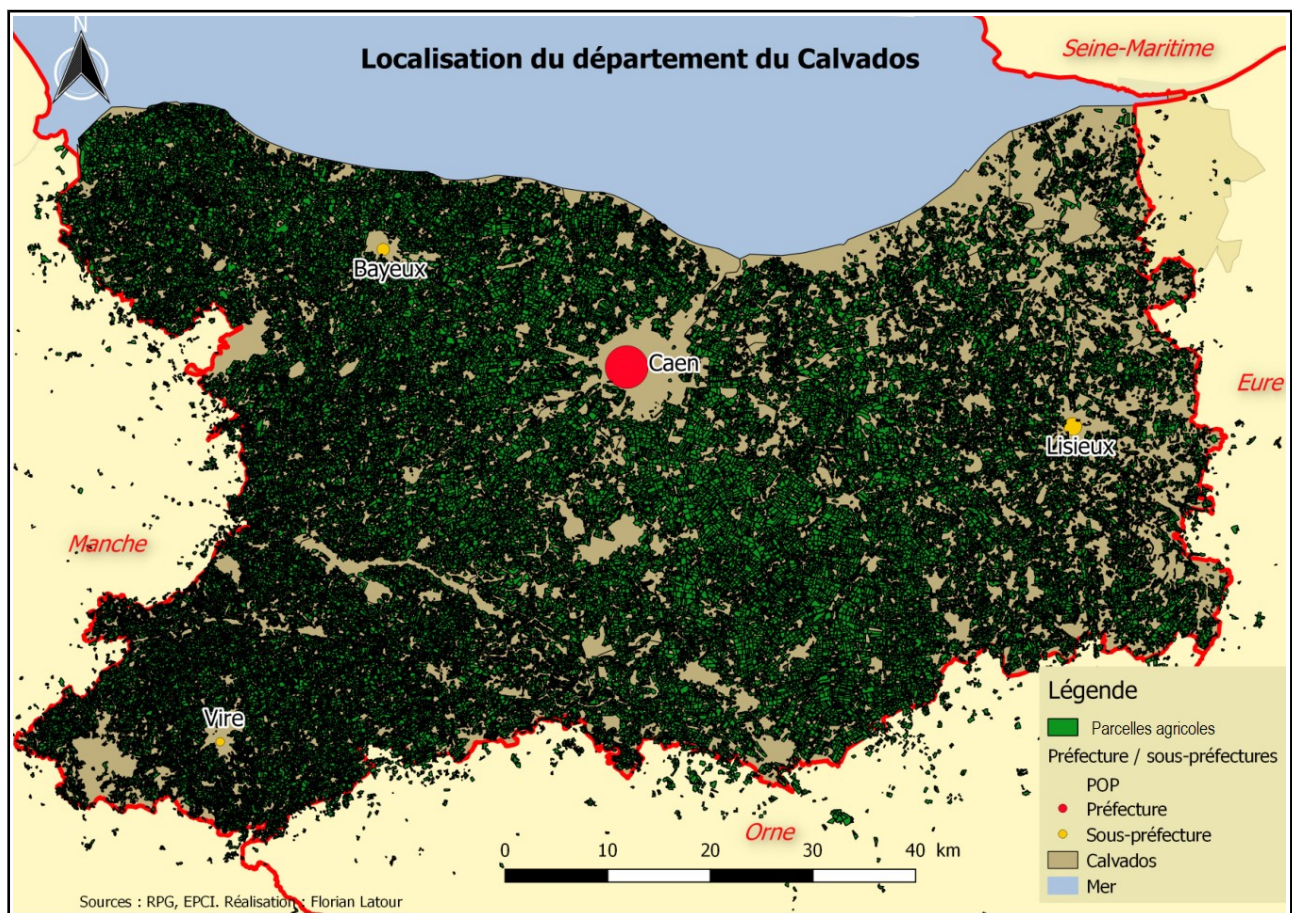 N
Localisation du département du Calvados
Seine-Maritime
Bayeux
Caen
Eure
Lisieux
Manche
Vire
Orne
Légende
Parcelles agricoles
Préfecture / sous-préfectures
POP
Préfecture
Sous-préfecture
Calvados
Mer
0 10 20 30 40 km
Sources : RPG, EPCI. Réalisation : Florian Latour